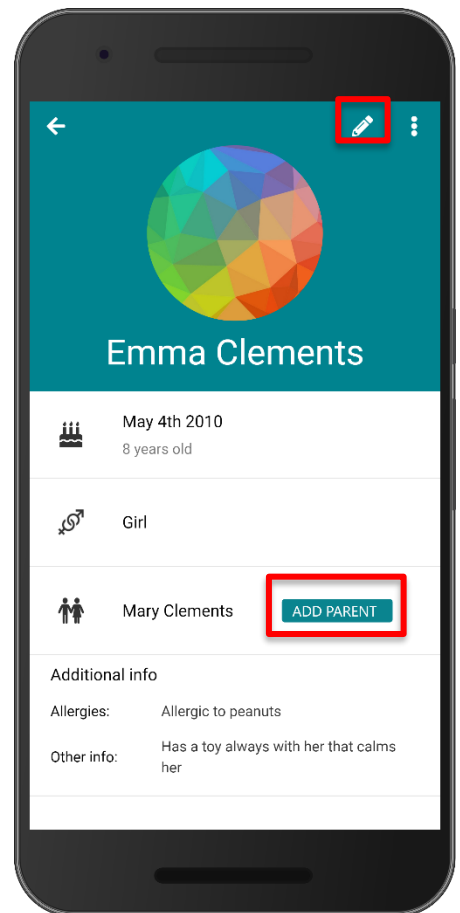 Emma Clements
May 4th 2010
8 years old
Girl
Mary Clements ADD PARENT
Additional info
Allergies: Allergic to peanuts
Other info: Has a toy always with her that calms
her